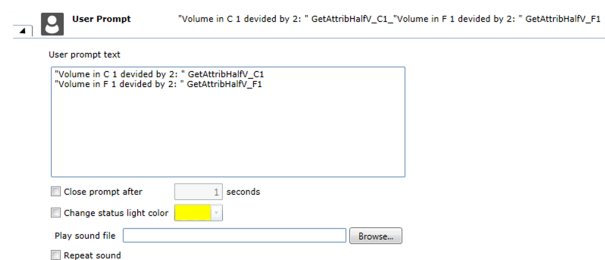 User Prompt "Volume in C 1 devided by 2: " GetAttribHalfV_C1_"Volume in F 1 devided by 2: " GetAttribHalfV_F1
User prompt text
"Volume in C 1 devided by 2: " GetAttribHalfV_C1
"Volume in F 1 devided by 2: " GetAttribHalfV_F1
Close prompt after 1 seconds
Change status light color
Play sound file Browse...
Repeat sound